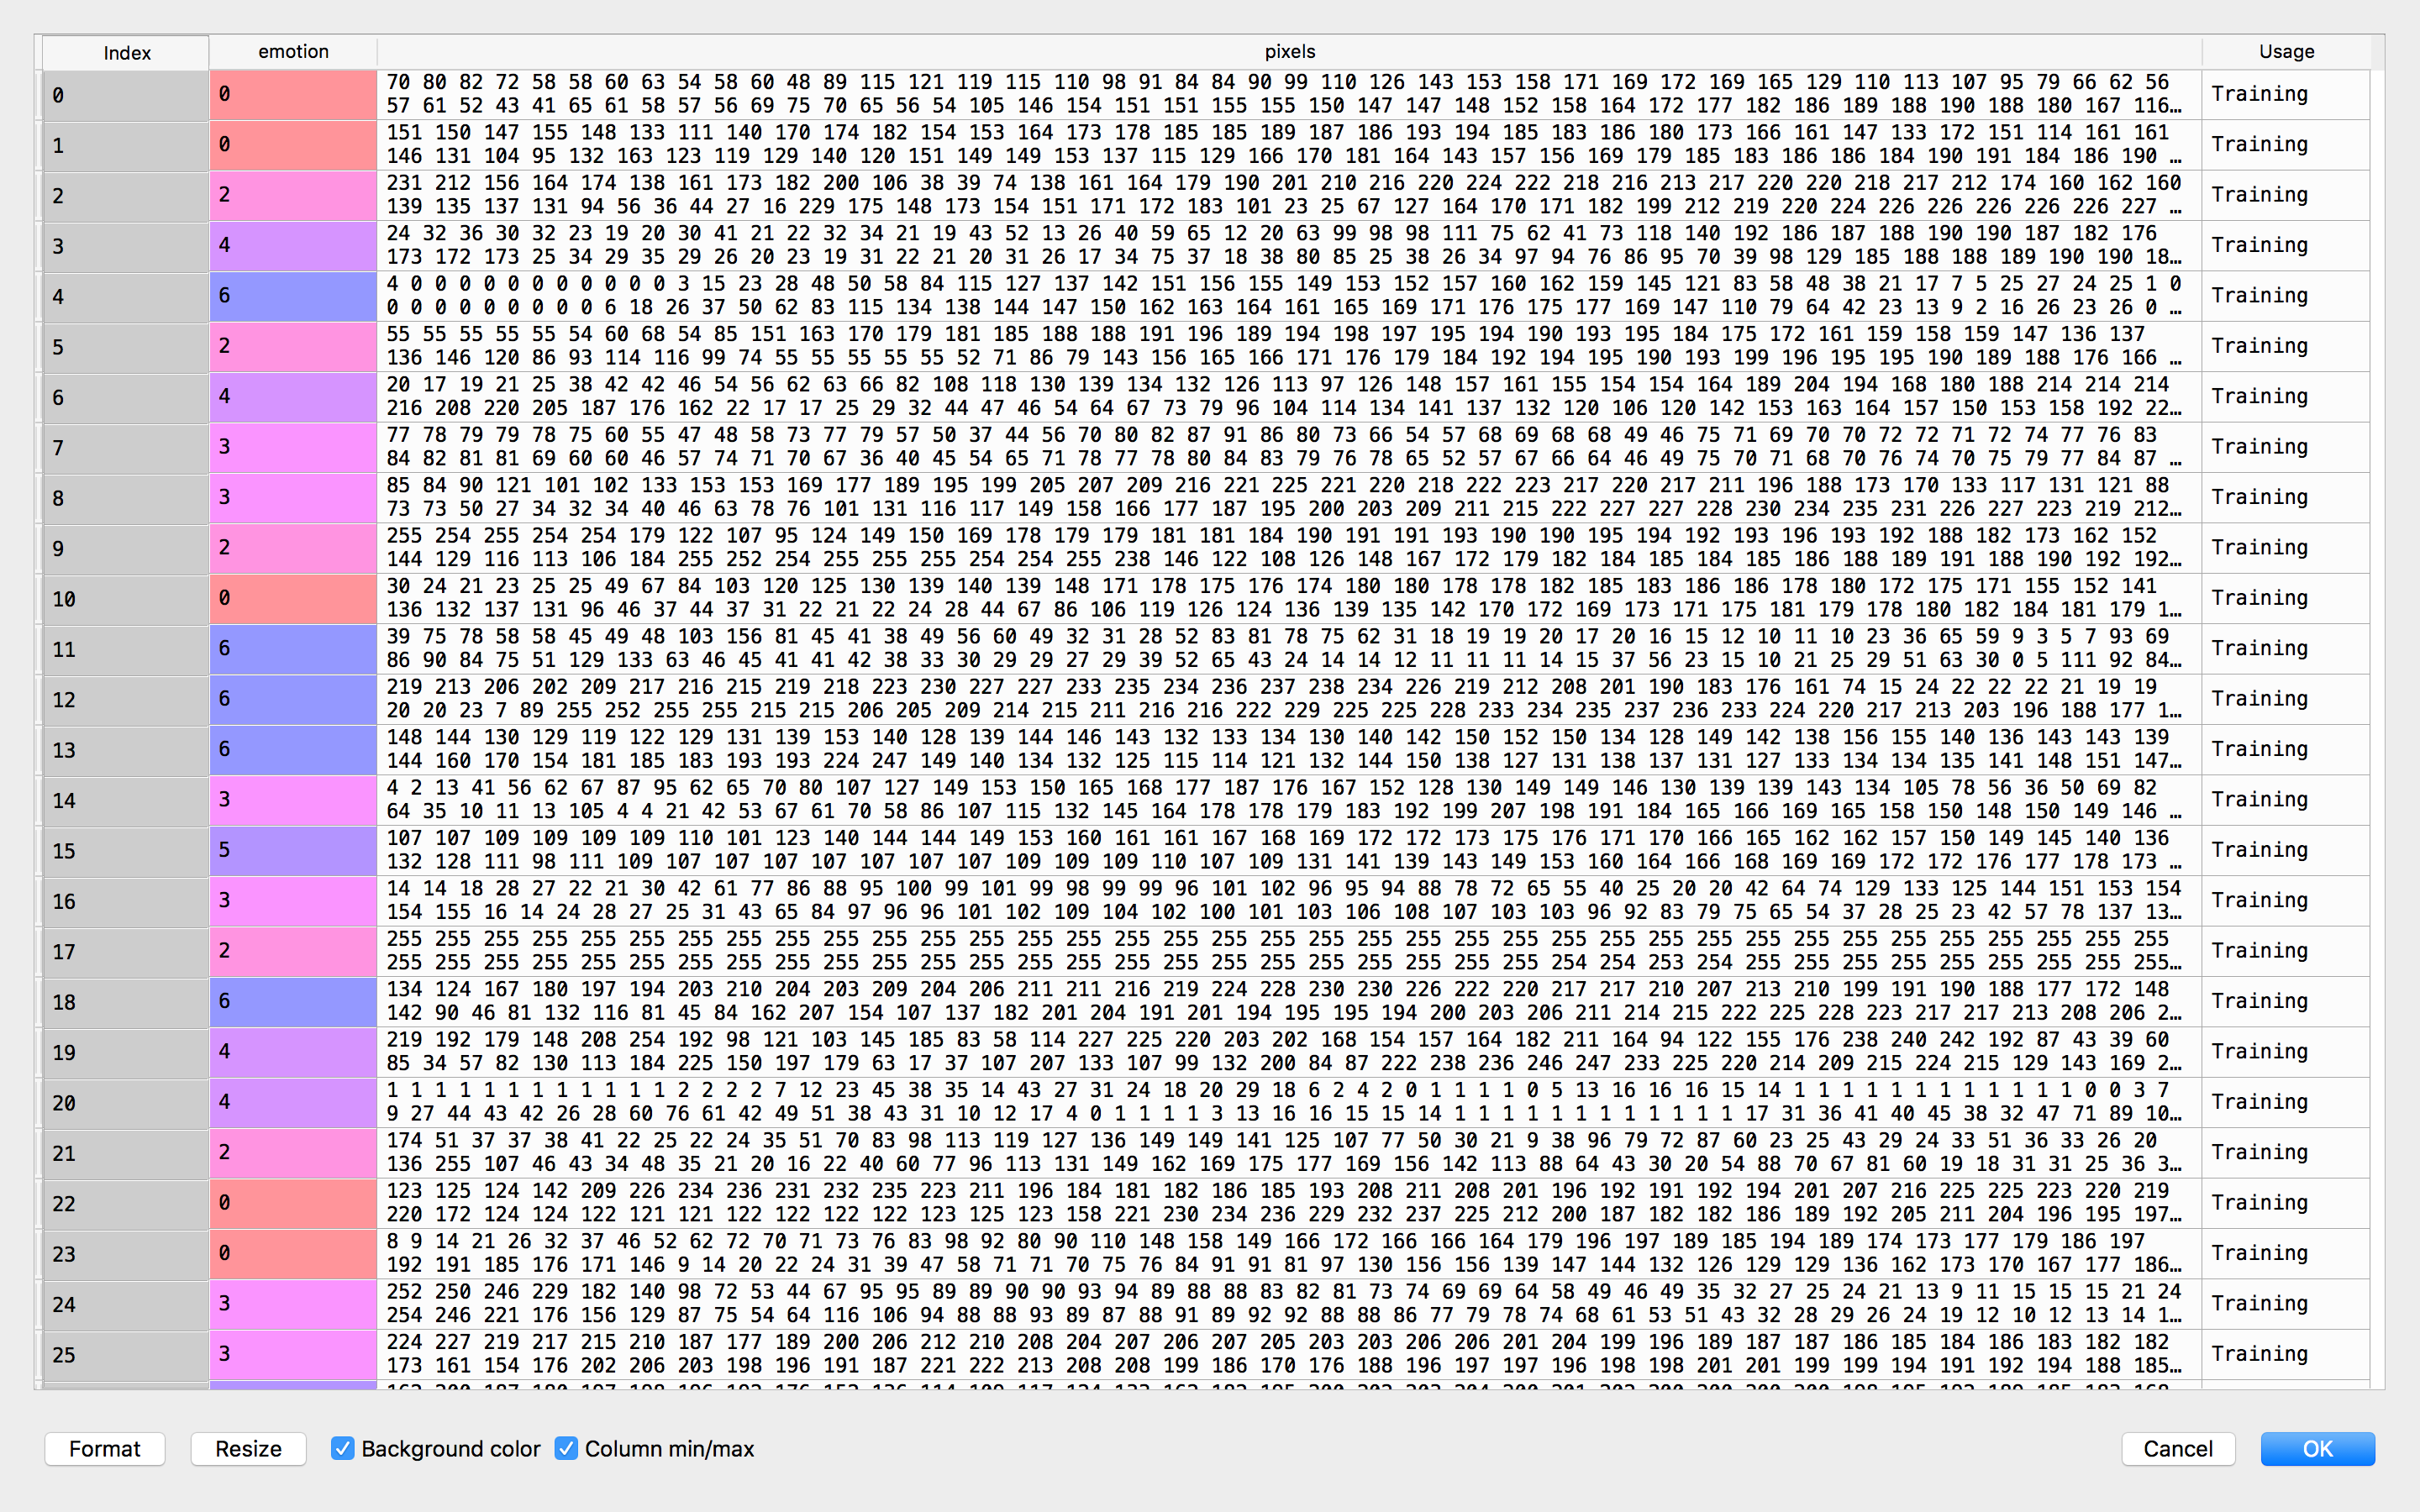 Index emotion pixels Usage
0 0 70 80 82 72 58 58 60 63 54 58 60 48 89 115 121 119 115 110 98 91 84 84 90 99 110 126 143 153 158 171 169 172 169 165 129 110 113 107 95 79 66 62 56 Training
57 61 52 43 41 65 61 58 57 56 69 75 70 65 56 54 105 146 154 151 151 155 155 150 147 147 148 152 158 164 172 177 182 186 189 188 190 188 180 167 116…
1 0 151 150 147 155 148 133 111 140 170 174 182 154 153 164 173 178 185 185 189 187 186 193 194 185 183 186 180 173 166 161 147 133 172 151 114 161 161 Training
146 131 104 95 132 163 123 119 129 140 120 151 149 149 153 137 115 129 166 170 181 164 143 157 156 169 179 185 183 186 186 184 190 191 184 186 190 …
2 2 231 212 156 164 174 138 161 173 182 200 106 38 39 74 138 161 164 179 190 201 210 216 220 224 222 218 216 213 217 220 220 218 217 212 174 160 162 160 Training
139 135 137 131 94 56 36 44 27 16 229 175 148 173 154 151 171 172 183 101 23 25 67 127 164 170 171 182 199 212 219 220 224 226 226 226 226 226 227 …
3 4 24 32 36 30 32 23 19 20 30 41 21 22 32 34 21 19 43 52 13 26 40 59 65 12 20 63 99 98 98 111 75 62 41 73 118 140 192 186 187 188 190 190 187 182 176 Training
173 172 173 25 34 29 35 29 26 20 23 19 31 22 21 20 31 26 17 34 75 37 18 38 80 85 25 38 26 34 97 94 76 86 95 70 39 98 129 185 188 188 189 190 190 18…
4 6 4 0 0 0 0 0 0 0 0 0 0 0 3 15 23 28 48 50 58 84 115 127 137 142 151 156 155 149 153 152 157 160 162 159 145 121 83 58 48 38 21 17 7 5 25 27 24 25 1 0 Training
0 0 0 0 0 0 0 0 0 6 18 26 37 50 62 83 115 134 138 144 147 150 162 163 164 161 165 169 171 176 175 177 169 147 110 79 64 42 23 13 9 2 16 26 23 26 0 …
5 2 55 55 55 55 55 54 60 68 54 85 151 163 170 179 181 185 188 188 191 196 189 194 198 197 195 194 190 193 195 184 175 172 161 159 158 159 147 136 137 Training
136 146 120 86 93 114 116 99 74 55 55 55 55 55 52 71 86 79 143 156 165 166 171 176 179 184 192 194 195 190 193 199 196 195 195 190 189 188 176 166 …
6 4 20 17 19 21 25 38 42 42 46 54 56 62 63 66 82 108 118 130 139 134 132 126 113 97 126 148 157 161 155 154 154 164 189 204 194 168 180 188 214 214 214 Training
216 208 220 205 187 176 162 22 17 17 25 29 32 44 47 46 54 64 67 73 79 96 104 114 134 141 137 132 120 106 120 142 153 163 164 157 150 153 158 192 22…
7 3 77 78 79 79 78 75 60 55 47 48 58 73 77 79 57 50 37 44 56 70 80 82 87 91 86 80 73 66 54 57 68 69 68 68 49 46 75 71 69 70 70 72 72 71 72 74 77 76 83 Training
84 82 81 81 69 60 60 46 57 74 71 70 67 36 40 45 54 65 71 78 77 78 80 84 83 79 76 78 65 52 57 67 66 64 46 49 75 70 71 68 70 76 74 70 75 79 77 84 87 …
8 3 85 84 90 121 101 102 133 153 153 169 177 189 195 199 205 207 209 216 221 225 221 220 218 222 223 217 220 217 211 196 188 173 170 133 117 131 121 88 Training
73 73 50 27 34 32 34 40 46 63 78 76 101 131 116 117 149 158 166 177 187 195 200 203 209 211 215 222 227 227 228 230 234 235 231 226 227 223 219 212…
9 2 255 254 255 254 254 179 122 107 95 124 149 150 169 178 179 179 181 181 184 190 191 191 193 190 190 195 194 192 193 196 193 192 188 182 173 162 152 Training
144 129 116 113 106 184 255 252 254 255 255 255 254 254 255 238 146 122 108 126 148 167 172 179 182 184 185 184 185 186 188 189 191 188 190 192 192…
10 0 30 24 21 23 25 25 49 67 84 103 120 125 130 139 140 139 148 171 178 175 176 174 180 180 178 178 182 185 183 186 186 178 180 172 175 171 155 152 141 Training
136 132 137 131 96 46 37 44 37 31 22 21 22 24 28 44 67 86 106 119 126 124 136 139 135 142 170 172 169 173 171 175 181 179 178 180 182 184 181 179 1…
11 6 39 75 78 58 58 45 49 48 103 156 81 45 41 38 49 56 60 49 32 31 28 52 83 81 78 75 62 31 18 19 19 20 17 20 16 15 12 10 11 10 23 36 65 59 9 3 5 7 93 69 Training
86 90 84 75 51 129 133 63 46 45 41 41 42 38 33 30 29 29 27 29 39 52 65 43 24 14 14 12 11 11 11 14 15 37 56 23 15 10 21 25 29 51 63 30 0 5 111 92 84…
12 6 219 213 206 202 209 217 216 215 219 218 223 230 227 227 233 235 234 236 237 238 234 226 219 212 208 201 190 183 176 161 74 15 24 22 22 22 21 19 19 Training
20 20 23 7 89 255 252 255 255 215 215 206 205 209 214 215 211 216 216 222 229 225 225 228 233 234 235 237 236 233 224 220 217 213 203 196 188 177 1…
13 6 148 144 130 129 119 122 129 131 139 153 140 128 139 144 146 143 132 133 134 130 140 142 150 152 150 134 128 149 142 138 156 155 140 136 143 143 139 Training
144 160 170 154 181 185 183 193 193 224 247 149 140 134 132 125 115 114 121 132 144 150 138 127 131 138 137 131 127 133 134 134 135 141 148 151 147…
14 3 4 2 13 41 56 62 67 87 95 62 65 70 80 107 127 149 153 150 165 168 177 187 176 167 152 128 130 149 149 146 130 139 139 143 134 105 78 56 36 50 69 82 Training
64 35 10 11 13 105 4 4 21 42 53 67 61 70 58 86 107 115 132 145 164 178 178 179 183 192 199 207 198 191 184 165 166 169 165 158 150 148 150 149 146 …
15 5 107 107 109 109 109 109 110 101 123 140 144 144 149 153 160 161 161 167 168 169 172 172 173 175 176 171 170 166 165 162 162 157 150 149 145 140 136 Training
132 128 111 98 111 109 107 107 107 107 107 107 107 109 109 109 110 107 109 131 141 139 143 149 153 160 164 166 168 169 169 172 172 176 177 178 173 …
16 3 14 14 18 28 27 22 21 30 42 61 77 86 88 95 100 99 101 99 98 99 99 96 101 102 96 95 94 88 78 72 65 55 40 25 20 20 42 64 74 129 133 125 144 151 153 154 Training
154 155 16 14 24 28 27 25 31 43 65 84 97 96 96 101 102 109 104 102 100 101 103 106 108 107 103 103 96 92 83 79 75 65 54 37 28 25 23 42 57 78 137 13…
17 2 255 255 255 255 255 255 255 255 255 255 255 255 255 255 255 255 255 255 255 255 255 255 255 255 255 255 255 255 255 255 255 255 255 255 255 255 255 Training
255 255 255 255 255 255 255 255 255 255 255 255 255 255 255 255 255 255 255 255 255 255 255 255 254 254 253 254 255 255 255 255 255 255 255 255 255…
18 6 134 124 167 180 197 194 203 210 204 203 209 204 206 211 211 216 219 224 228 230 230 226 222 220 217 217 210 207 213 210 199 191 190 188 177 172 148 Training
142 90 46 81 132 116 81 45 84 162 207 154 107 137 182 201 204 191 201 194 195 195 194 200 203 206 211 214 215 222 225 228 223 217 217 213 208 206 2…
19 4 219 192 179 148 208 254 192 98 121 103 145 185 83 58 114 227 225 220 203 202 168 154 157 164 182 211 164 94 122 155 176 238 240 242 192 87 43 39 60 Training
85 34 57 82 130 113 184 225 150 197 179 63 17 37 107 207 133 107 99 132 200 84 87 222 238 236 246 247 233 225 220 214 209 215 224 215 129 143 169 2…
20 4 1 1 1 1 1 1 1 1 1 1 1 1 2 2 2 2 7 12 23 45 38 35 14 43 27 31 24 18 20 29 18 6 2 4 2 0 1 1 1 1 0 5 13 16 16 16 15 14 1 1 1 1 1 1 1 1 1 1 1 1 0 0 3 7 Training
9 27 44 43 42 26 28 60 76 61 42 49 51 38 43 31 10 12 17 4 0 1 1 1 1 3 13 16 16 15 15 14 1 1 1 1 1 1 1 1 1 1 1 1 17 31 36 41 40 45 38 32 47 71 89 10…
21 2 174 51 37 37 38 41 22 25 22 24 35 51 70 83 98 113 119 127 136 149 149 141 125 107 77 50 30 21 9 38 96 79 72 87 60 23 25 43 29 24 33 51 36 33 26 20 Training
136 255 107 46 43 34 48 35 21 20 16 22 40 60 77 96 113 131 149 162 169 175 177 169 156 142 113 88 64 43 30 20 54 88 70 67 81 60 19 18 31 31 25 36 3…
22 0 123 125 124 142 209 226 234 236 231 232 235 223 211 196 184 181 182 186 185 193 208 211 208 201 196 192 191 192 194 201 207 216 225 225 223 220 219 Training
220 172 124 124 122 121 121 122 122 122 122 123 125 123 158 221 230 234 236 229 232 237 225 212 200 187 182 182 186 189 192 205 211 204 196 195 197…
23 0 8 9 14 21 26 32 37 46 52 62 72 70 71 73 76 83 98 92 80 90 110 148 158 149 166 172 166 166 164 179 196 197 189 185 194 189 174 173 177 179 186 197 Training
192 191 185 176 171 146 9 14 20 22 24 31 39 47 58 71 71 70 75 76 84 91 91 81 97 130 156 156 139 147 144 132 126 129 129 136 162 173 170 167 177 186…
24 3 252 250 246 229 182 140 98 72 53 44 67 95 95 89 89 90 90 93 94 89 88 88 83 82 81 73 74 69 69 64 58 49 46 49 35 32 27 25 24 21 13 9 11 15 15 15 21 24 Training
254 246 221 176 156 129 87 75 54 64 116 106 94 88 88 93 89 87 88 91 89 92 92 88 88 86 77 79 78 74 68 61 53 51 43 32 28 29 26 24 19 12 10 12 13 14 1…
25 3 224 227 219 217 215 210 187 177 189 200 206 212 210 208 204 207 206 207 205 203 203 206 206 201 204 199 196 189 187 187 186 185 184 186 183 182 182 Training
173 161 154 176 202 206 203 198 196 191 187 221 222 213 208 208 199 186 170 176 188 196 197 197 196 198 198 201 201 199 199 194 191 192 194 188 185…
Format Resize Background color Column min/max Cancel OK